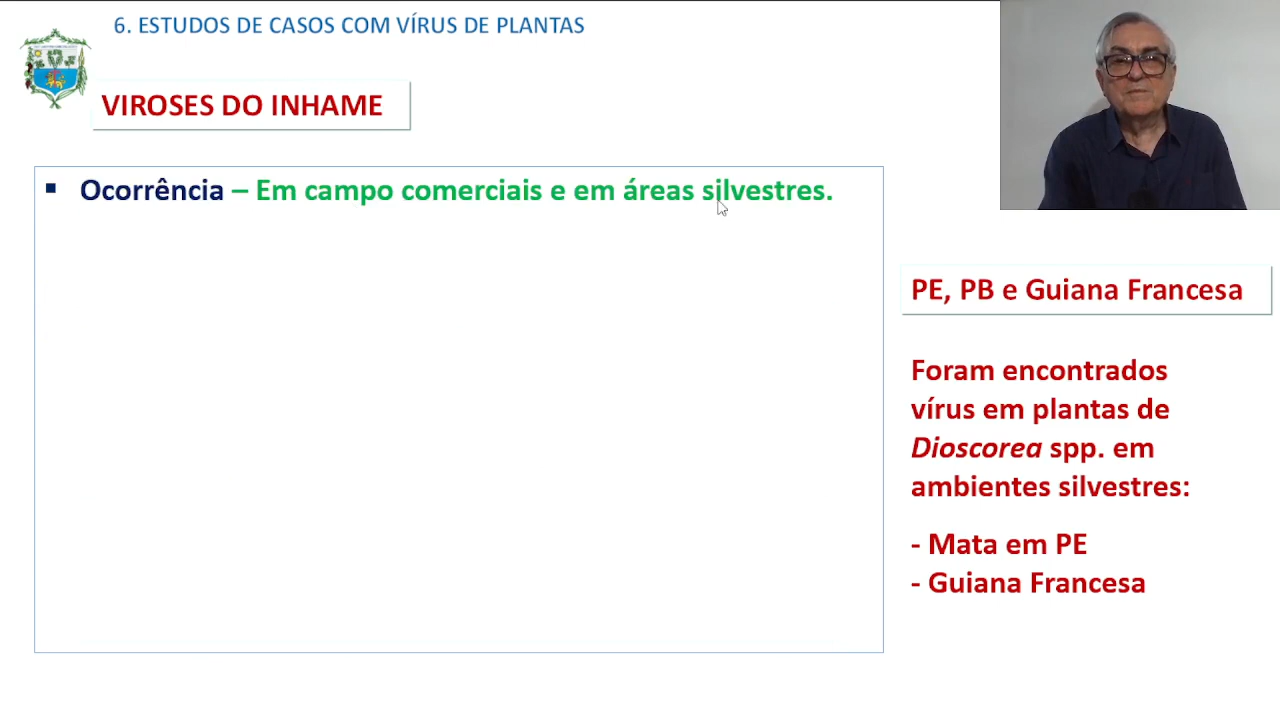 6. ESTUDOS DE CASOS COM VÍRUS DE PLANTAS
VIROSES DO INHAME
▪ Ocorrência – Em campo comerciais e em áreas silvestres.
PE, PB e Guiana Francesa
Foram encontrados
vírus em plantas de
Dioscorea spp. em
ambientes silvestres:
- Mata em PE
- Guiana Francesa